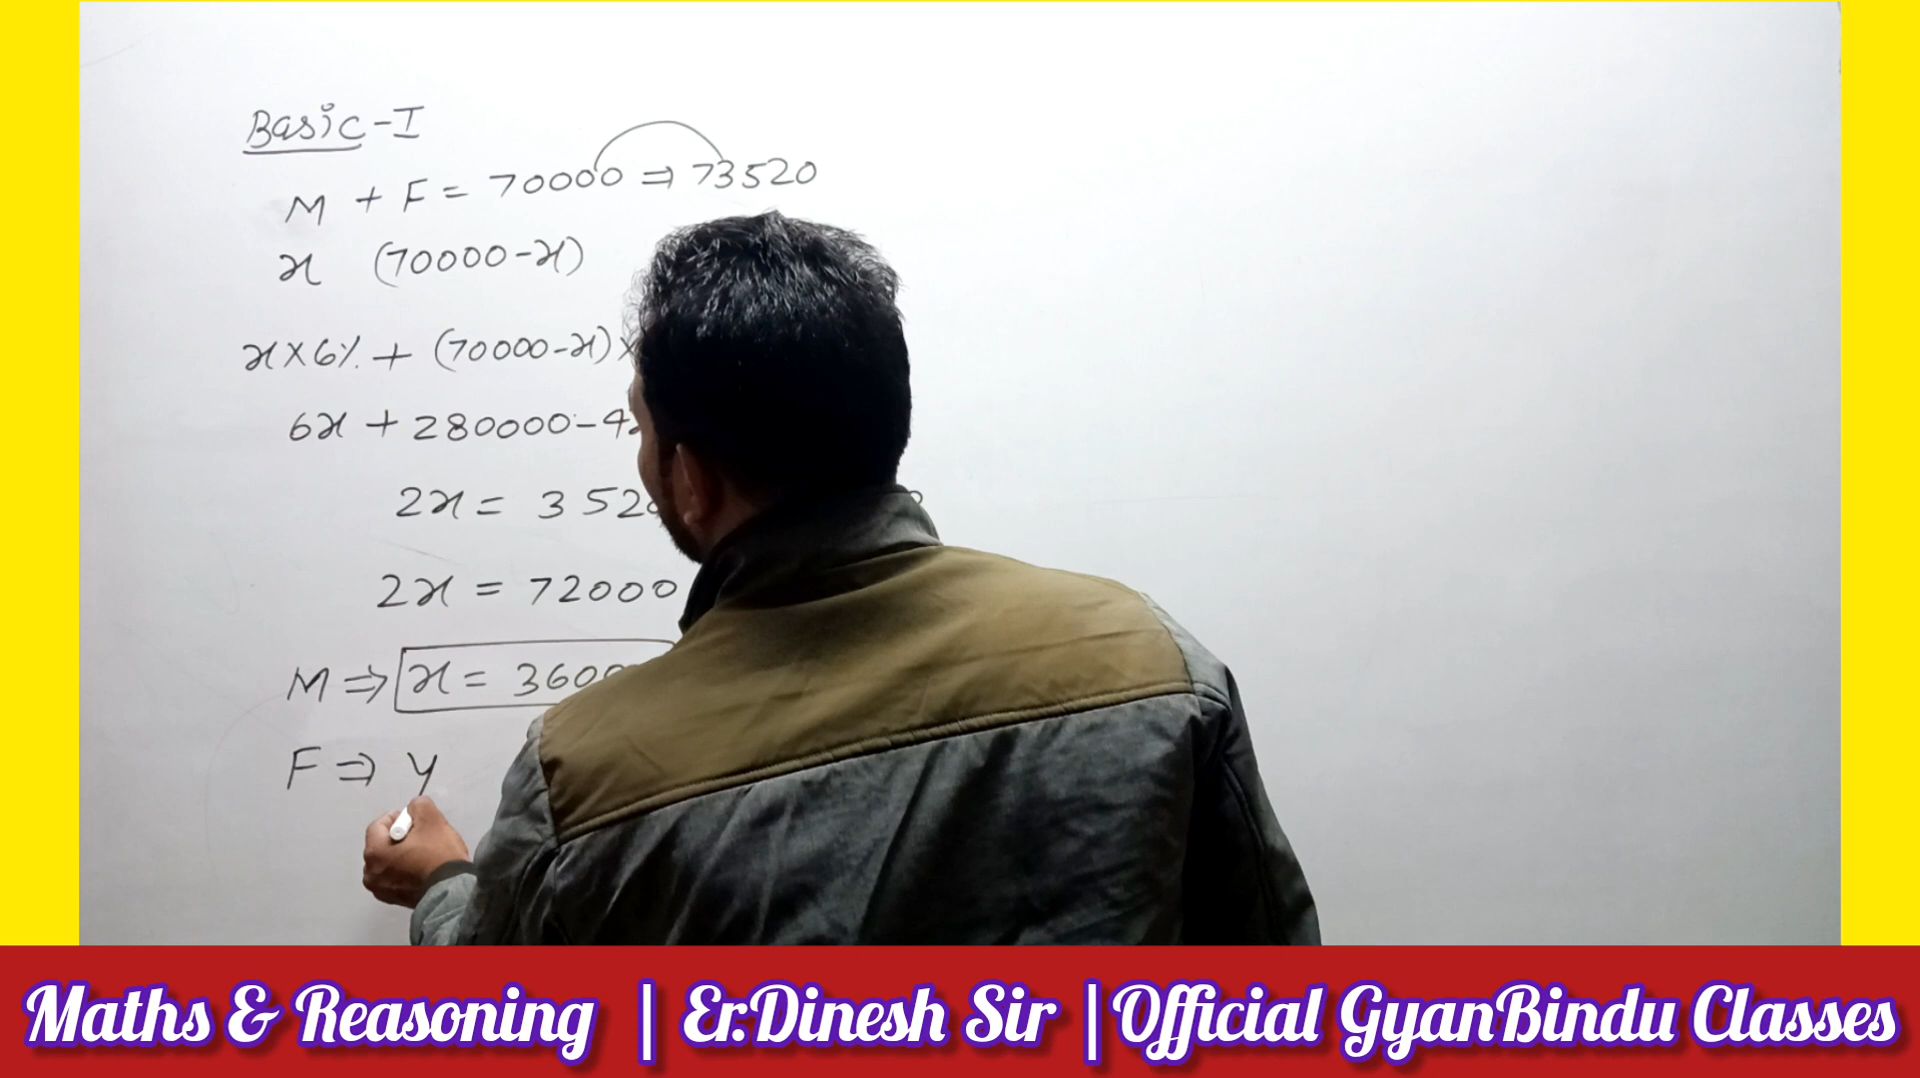 Basic-I
M + F = 70000 ⇒ 73520
x (70000-x)
x×6% + (70000-x)×
6x + 280000-4
2x = 352
2x = 72000
M ⇒ x = 3600
F ⇒ y
Maths & Reasoning | Er.Dinesh Sir | Official GyanBindu Classes